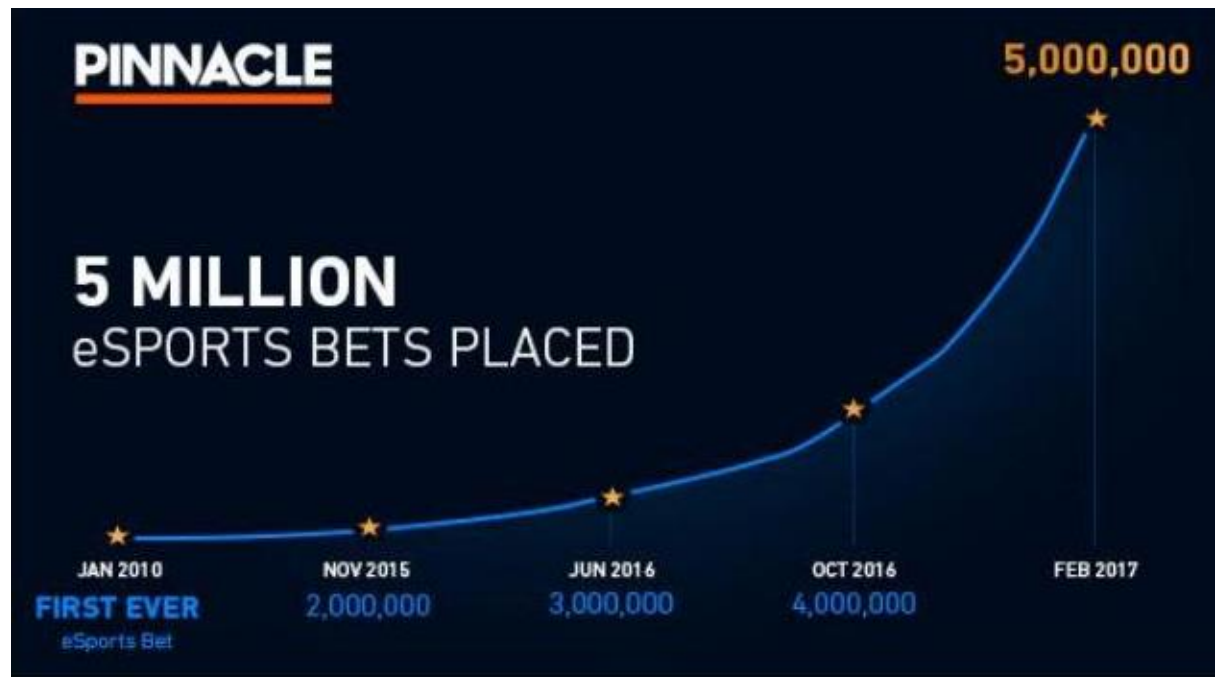 PINNACLE
5,000,000
5 MILLION
eSPORTS BETS PLACED
JAN 2010
NOV 2015
JUN 2016
OCT 2016
FEB 2017
FIRST EVER
2,000,000
3,000,000
4,000,000
eSports Bet